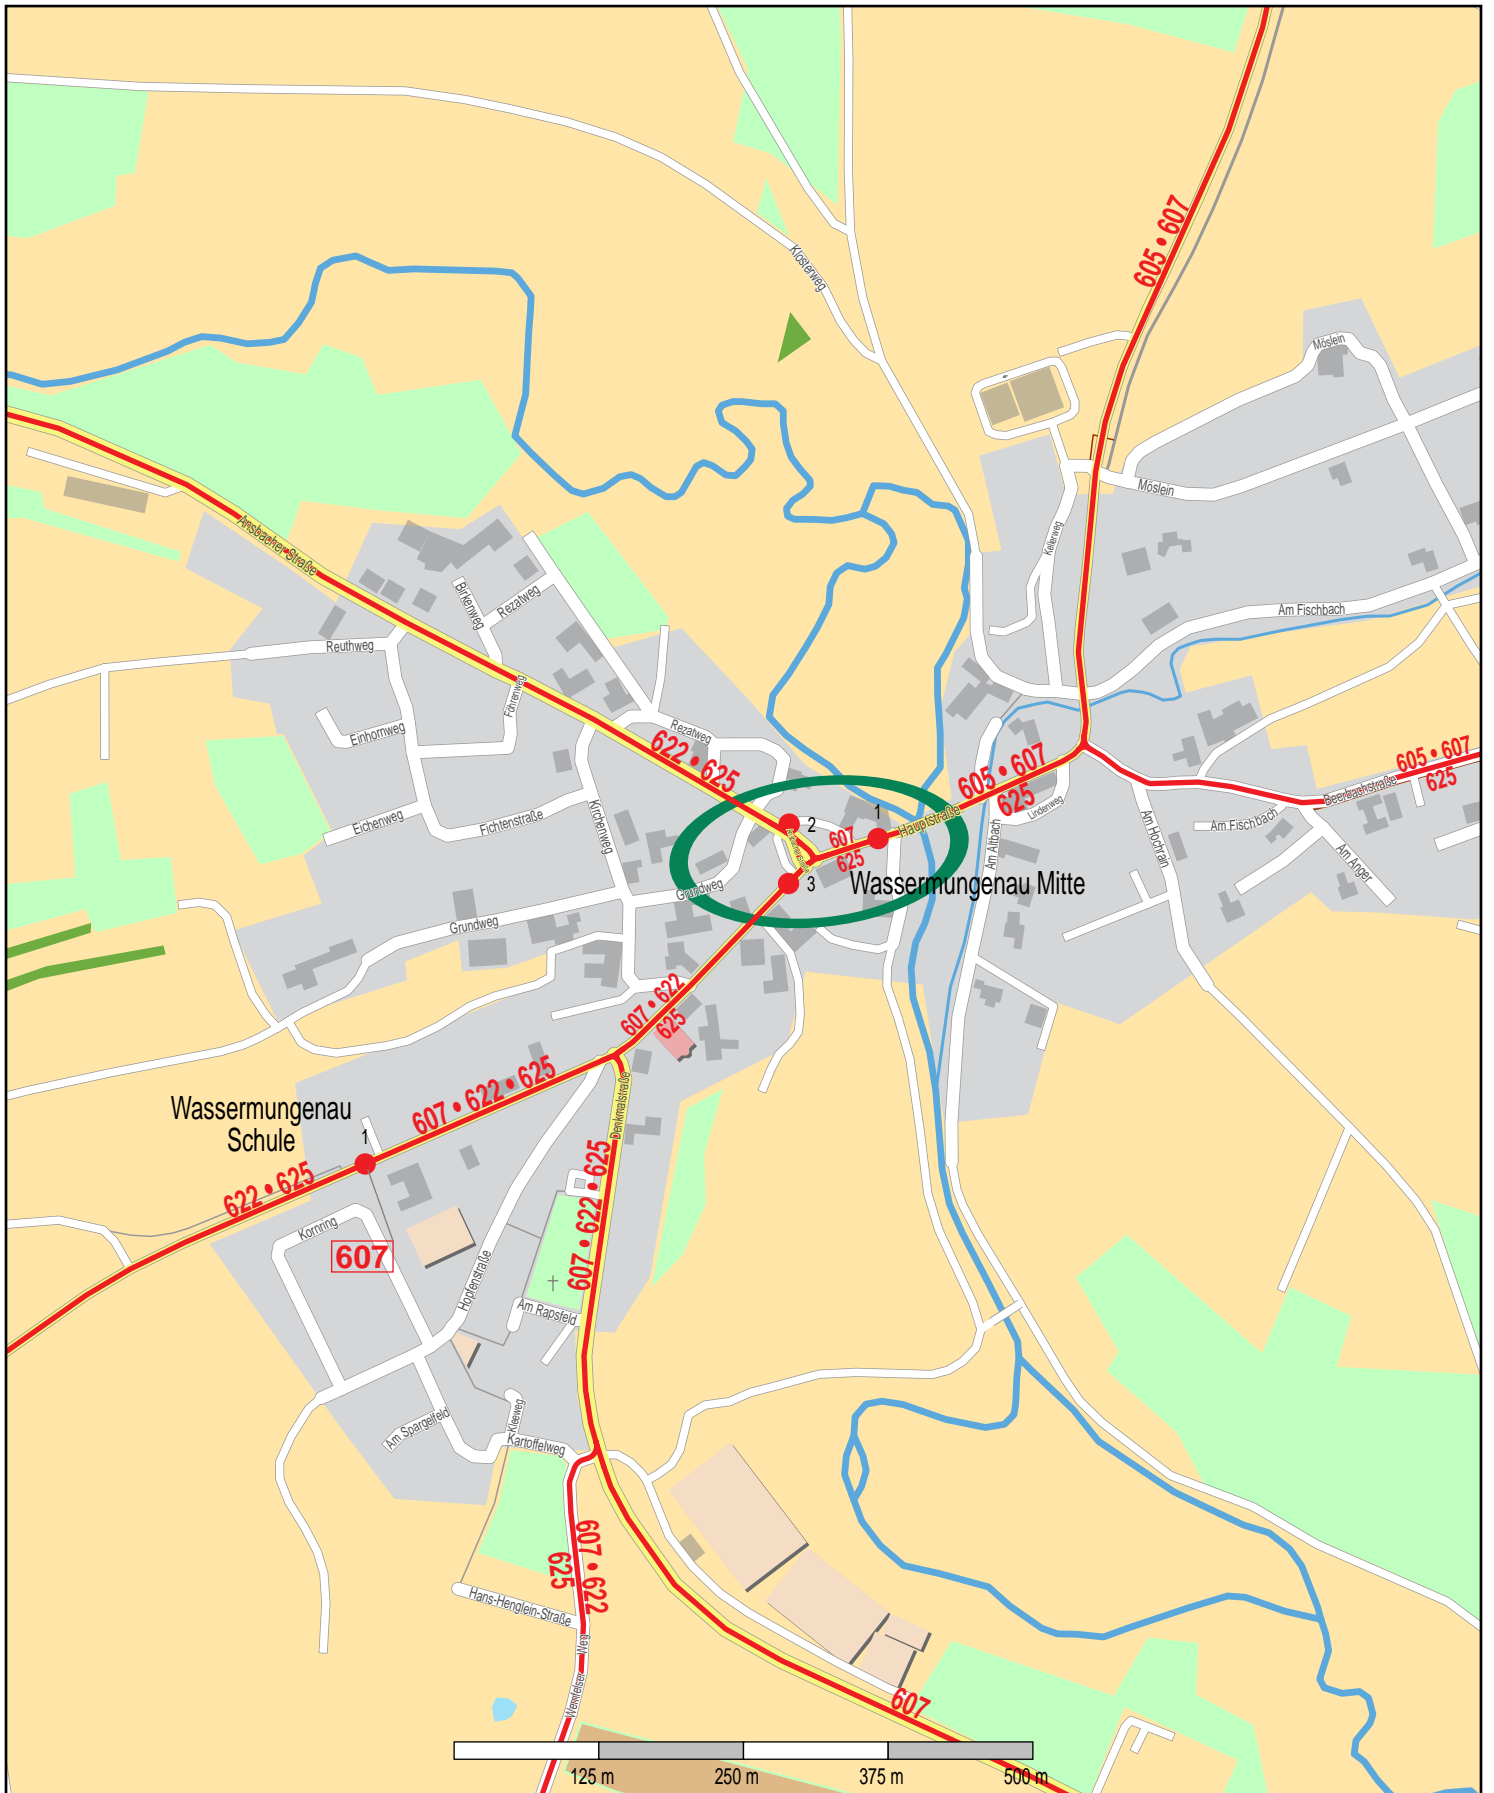 Klosterweg
605 • 607
Möslein
Möslein
Kellerweg
Ansbacher Straße
Birkenweg
Rezatweg
Reuthweg
Am Fischbach
Föhrenweg
Einhornweg
Rezatweg
622 • 625
605 • 607
625
605 • 607
625
Beerbachstraße
Eichenweg
Fichtenstraße
Kirchenweg
2
1
607
625
Hauptstraße
Lindenweg
Am Altbach
Am Hochrain
Am Fischbach
Am Anger
3
Wassermungenau Mitte
Grundweg
Grundweg
607 • 622
625
Wassermungenau
Schule
1
607 • 622 • 625
Denkmalstraße
622 • 625
607 • 622 • 625
Kornring
607
Hopfenstraße
Am Rapsfeld
Am Spargelfeld
Kleeweg
Kartoffelweg
607 • 622
625
Hans-Henglein-Straße
Wernfelser Weg
607
125 m
250 m
375 m
500 m